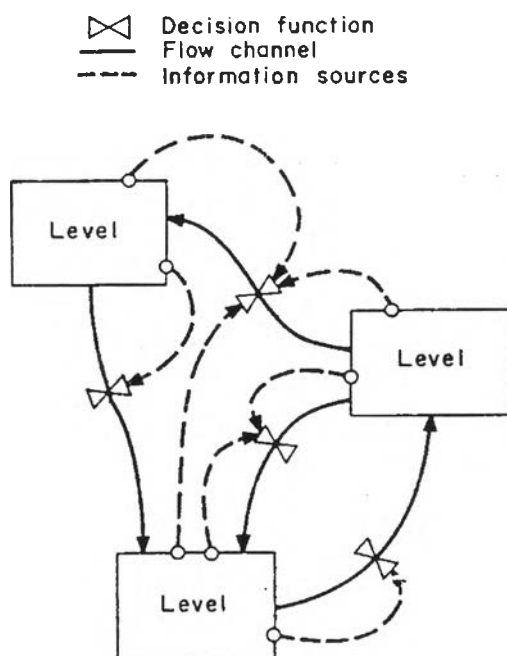 Decision function
Flow channel
Information sources
Level
Level
Level